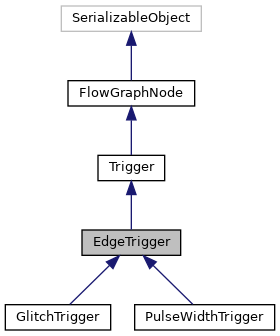 SerializableObject
FlowGraphNode
Trigger
EdgeTrigger
GlitchTrigger
PulseWidthTrigger